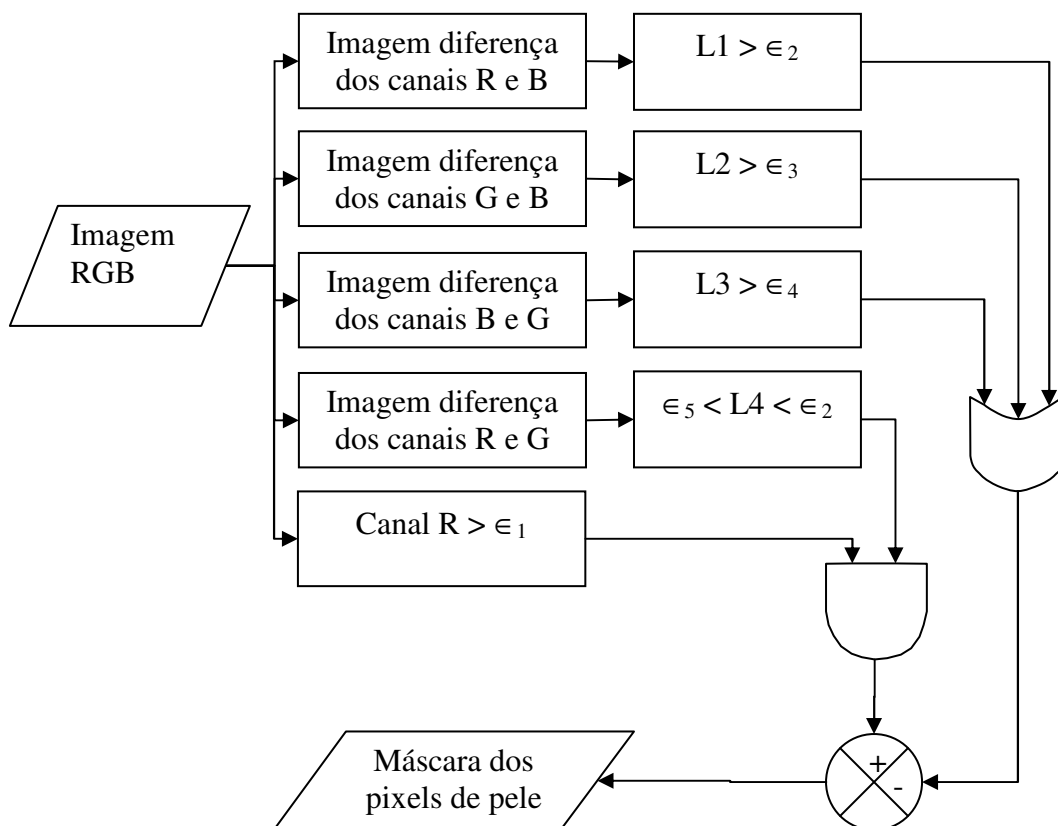 Imagem diferença
dos canais R e B
L1 > ∈ 2
Imagem diferença
dos canais G e B
L2 > ∈ 3
Imagem
RGB
Imagem diferença
dos canais B e G
L3 > ∈ 4
Imagem diferença
dos canais R e G
∈ 5 < L4 < ∈ 2
Canal R > ∈ 1
Máscara dos
pixels de pele
+
-